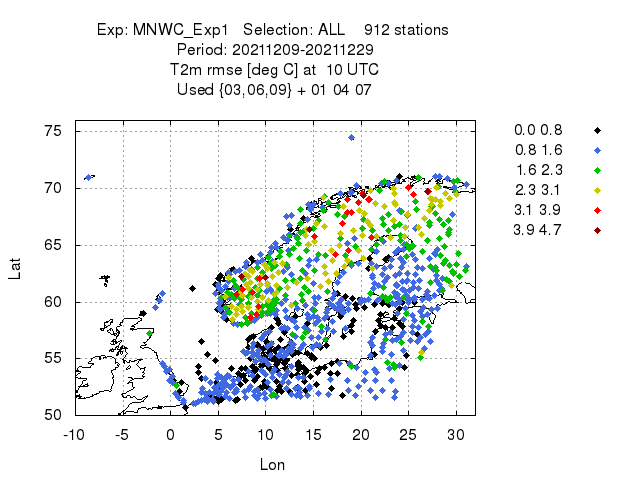 Exp: MNWC_Exp1 Selection: ALL 912 stations
Period: 20211209-20211229
T2m rmse [deg C] at 10 UTC
Used {03,06,09} + 01 04 07
75
70
65
60
55
50
Lat
-10 -5 0 5 10 15 20 25 30
Lon
0.0 0.8
0.8 1.6
1.6 2.3
2.3 3.1
3.1 3.9
3.9 4.7